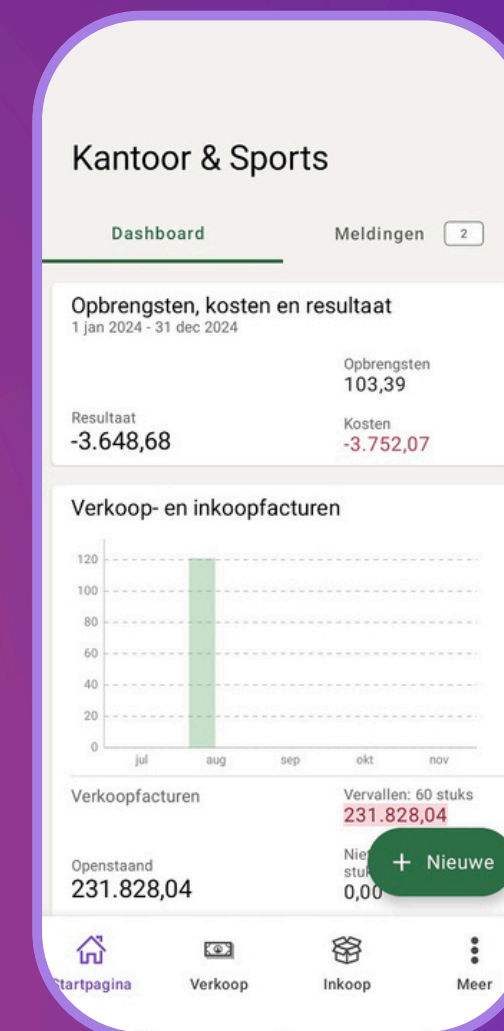 Kantoor & Sports
Dashboard
Meldingen 2
Opbrengsten, kosten en resultaat
1 jan 2024 - 31 dec 2024
Opbrengsten
103,39
Resultaat
-3.648,68
Kosten
-3.752,07
Verkoop- en inkoopfacturen
120
100
80
60
40
20
0
jul aug sep okt nov
Verkoopfacturen
Vervallen: 60 stuks
231.828,04
Openstaand
231.828,04
0,00
+ Nieuwe
Startpagina
Verkoop
Inkoop
Meer